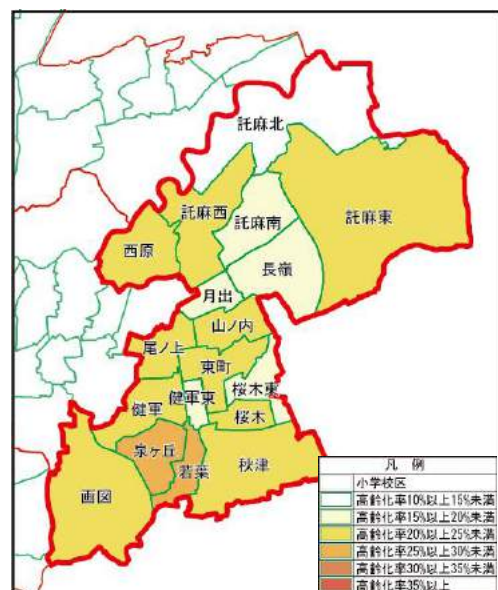 託麻北
託麻西
託麻南
託麻東
西原
長嶺
月出
山ノ内
尾ノ上
東町
桜木東
健軍
健軍東
桜木
泉ヶ丘
若葉
秋津
画図
凡 例
小学校区
高齢化率10%以上15%未満
高齢化率15%以上20%未満
高齢化率20%以上25%未満
高齢化率25%以上30%未満
高齢化率30%以上35%未満
高齢化率35%以上